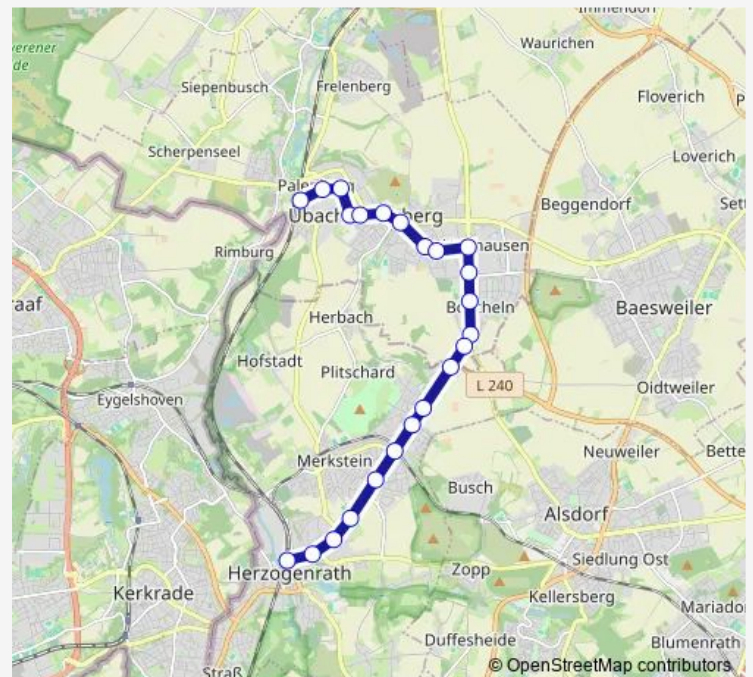 Immendorf
Waurichen
Siepenbusch
Frelenberg
Floverich
Scherpenseel
Loverich
Beggendorf
Rimburg
Baesweiler
Herbach
Hofstadt
Plitschard
L 240
Oidtweiler
Eygelshoven
Merkstein
Neuweiler
Busch
Alsdorf
Herzogenrath
Zopp
Siedlung Ost
Kerkrade
Kellersberg
Duffesheide
Blumenrath
© OpenStreetMap contributors